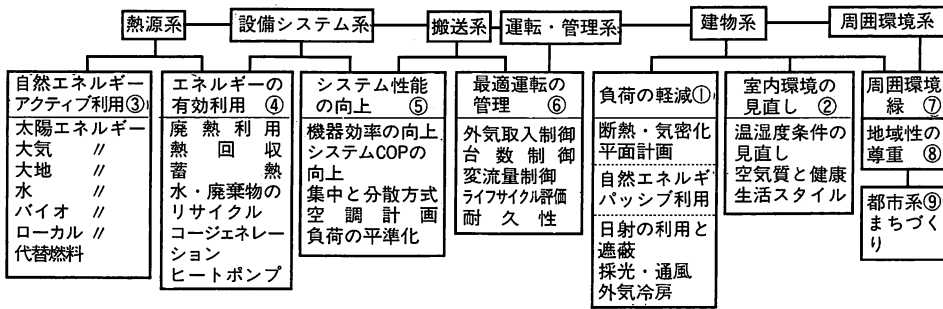 熱源系
設備システム系
搬送系
運転・管理系
建物系
周囲環境系
自然エネルギー
アクティブ利用③
太陽エネルギー
大気 〃
大地 〃
水 〃
バイオ 〃
ローカル 〃
代替燃料
エネルギーの
有効利用 ④
廃熱利用
熱回収
蓄熱
水・廃棄物の
リサイクル
コージェネレー
ション
ヒートポンプ
システム性能
の向上 ⑤
機器効率の向上
システムCOPの
向上
集中と分散方式
空調計画
負荷の平準化
最適運転の
管理 ⑥
外気取入制御
台数制御
変流量制御
ライフサイクル評価
耐久性
負荷の軽減①
断熱・気密化
平面計画
自然エネルギ
パッシブ利用
日射の利用と
遮蔽
採光・通風
外気冷房
室内環境の
見直し ②
温湿度条件の
見直し
空気質と健康
生活スタイル
周囲環境
緑 ⑦
地域性の
尊重 ⑧
都市系⑨
まちづく
り